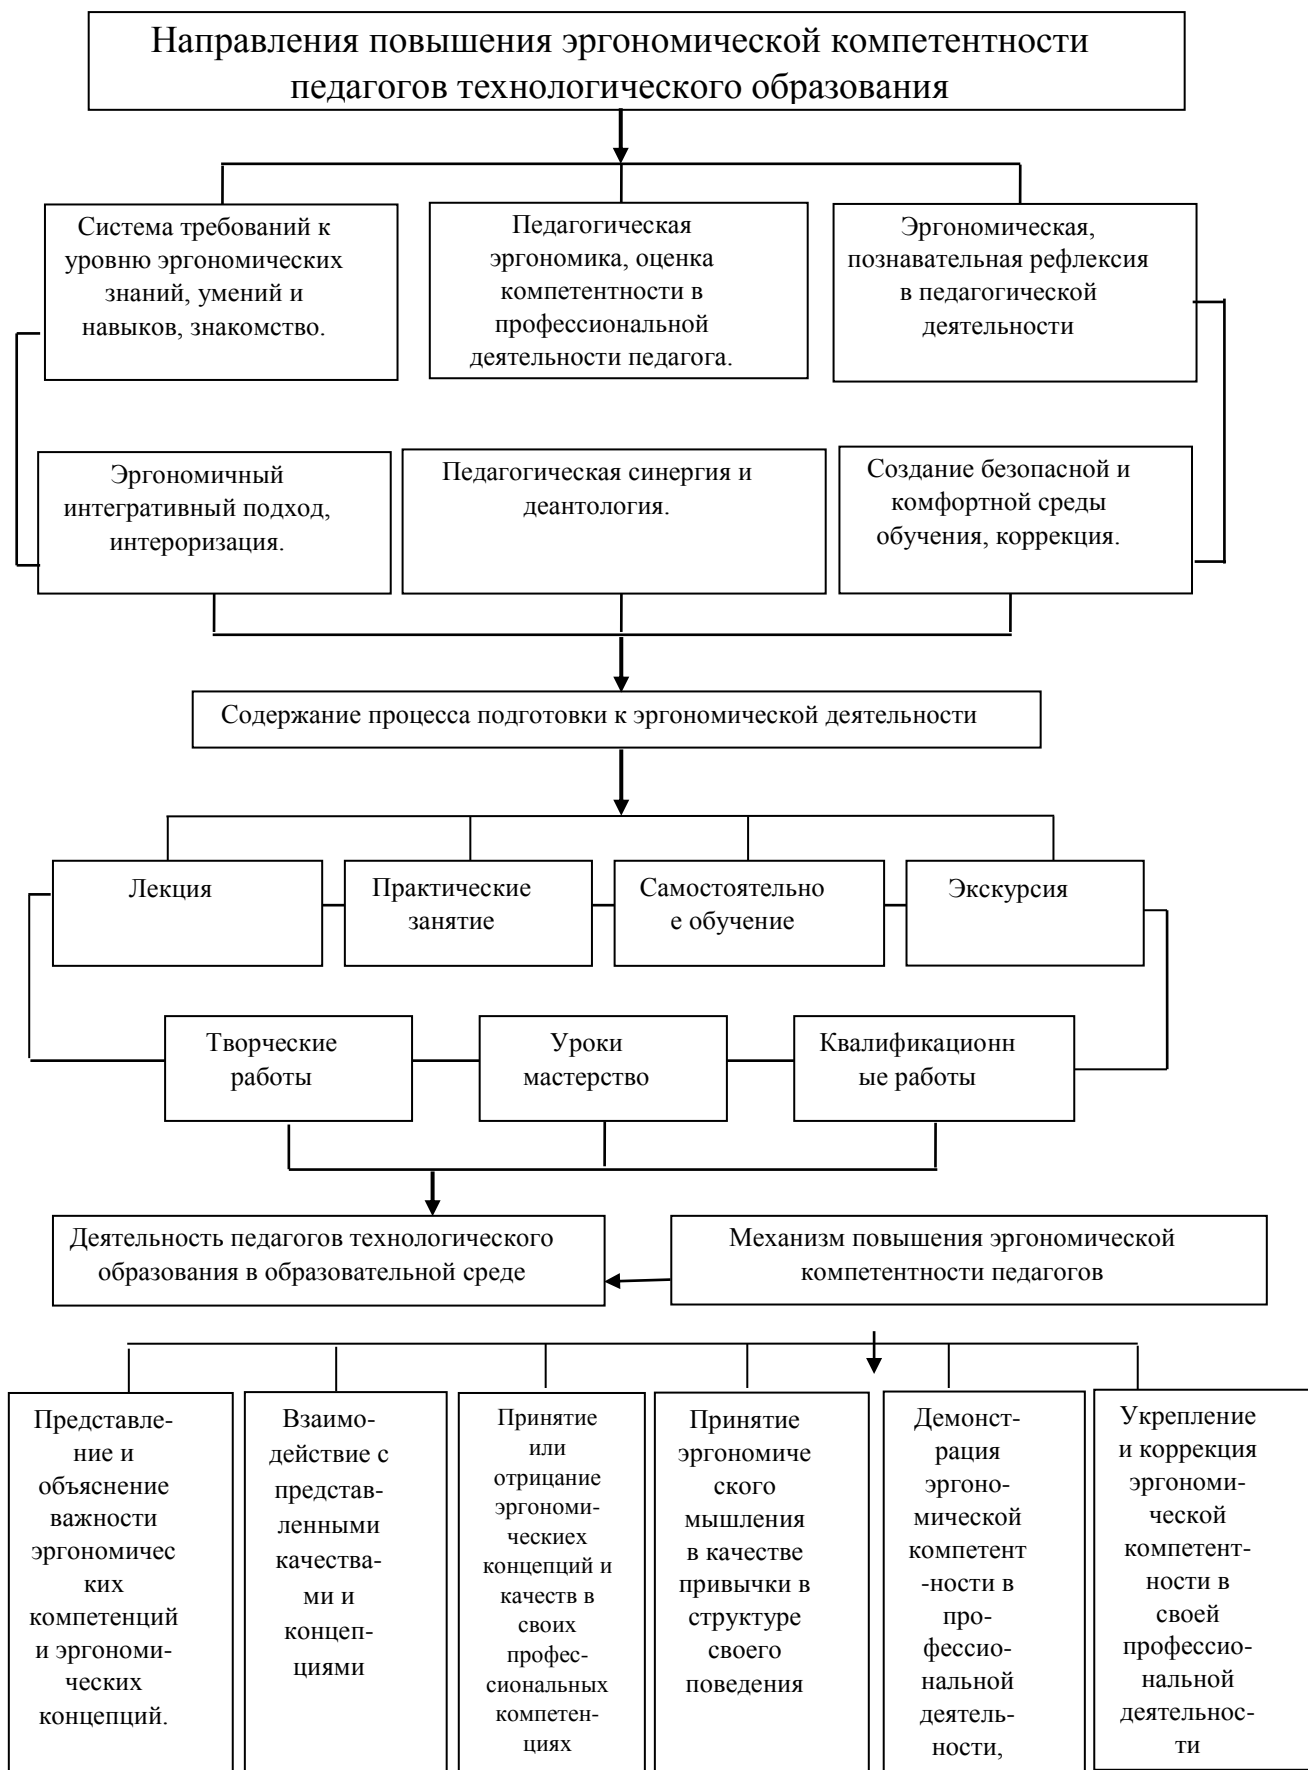 Направления повышения эргономической компетентности
педагогов технологического образования
Система требований к
уровню эргономических
знаний, умений и
навыков, знакомство.
Педагогическая
эргономика, оценка
компетентности в
профессиональной
деятельности педагога.
Эргономическая,
познавательная рефлексия
в педагогической
деятельности
Эргономичный
интегративный подход,
интероризация.
Педагогическая синергия и
деантология.
Создание безопасной и
комфортной среды
обучения, коррекция.
Содержание процесса подготовки к эргономической деятельности
Лекция
Практические
занятие
Самостоятельно
е обучение
Экскурсия
Творческие
работы
Уроки
мастерство
Квалификационн
ые работы
Деятельность педагогов технологического
образования в образовательной среде
Механизм повышения эргономической
компетентности педагогов
Представле-
ние и
объяснение
важности
эргономичес
ких
компетенций
и эргономи-
ческих
концепций.
Взаимо-
действие с
представ-
ленными
качества-
ми и
концеп-
циями
Принятие
или
отрицание
эргономи-
ческиех
концепций и
качеств в
своих
профес-
сиональных
компетен-
циях
Принятие
эргономиче
ского
мышления
в качестве
привычки в
структуре
своего
поведения
Демонст-
рация
эргоно-
мической
компетент
-ности в
про-
фессио-
нальной
деятель-
ности,
Укрепление
и коррекция
эргономи-
ческой
компетент-
ности в
своей
профессио-
нальной
деятельнос-
ти